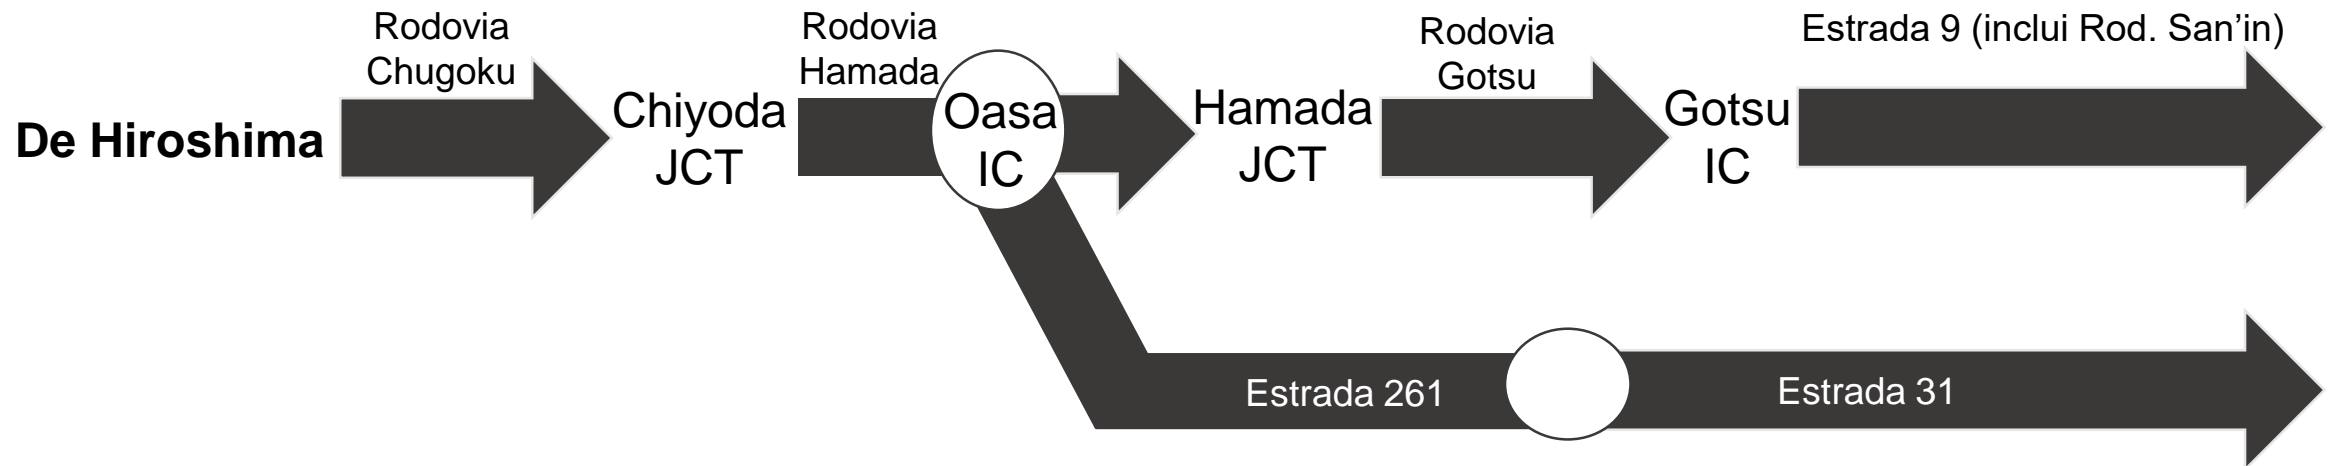 De Hiroshima
Rodovia
Chugoku
Chiyoda
JCT
Rodovia
Hamada
Oasa
IC
Hamada
JCT
Rodovia
Gotsu
Gotsu
IC
Estrada 9 (inclui Rod. San’in)
Estrada 261
Estrada 31